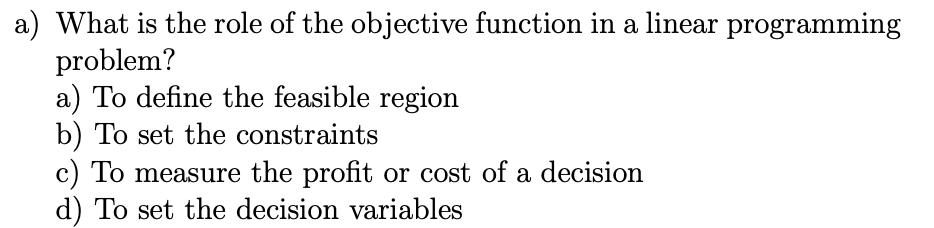 a) What is the role of the objective function in a linear programming
problem?
a) To define the feasible region
b) To set the constraints
c) To measure the profit or cost of a decision
d) To set the decision variables